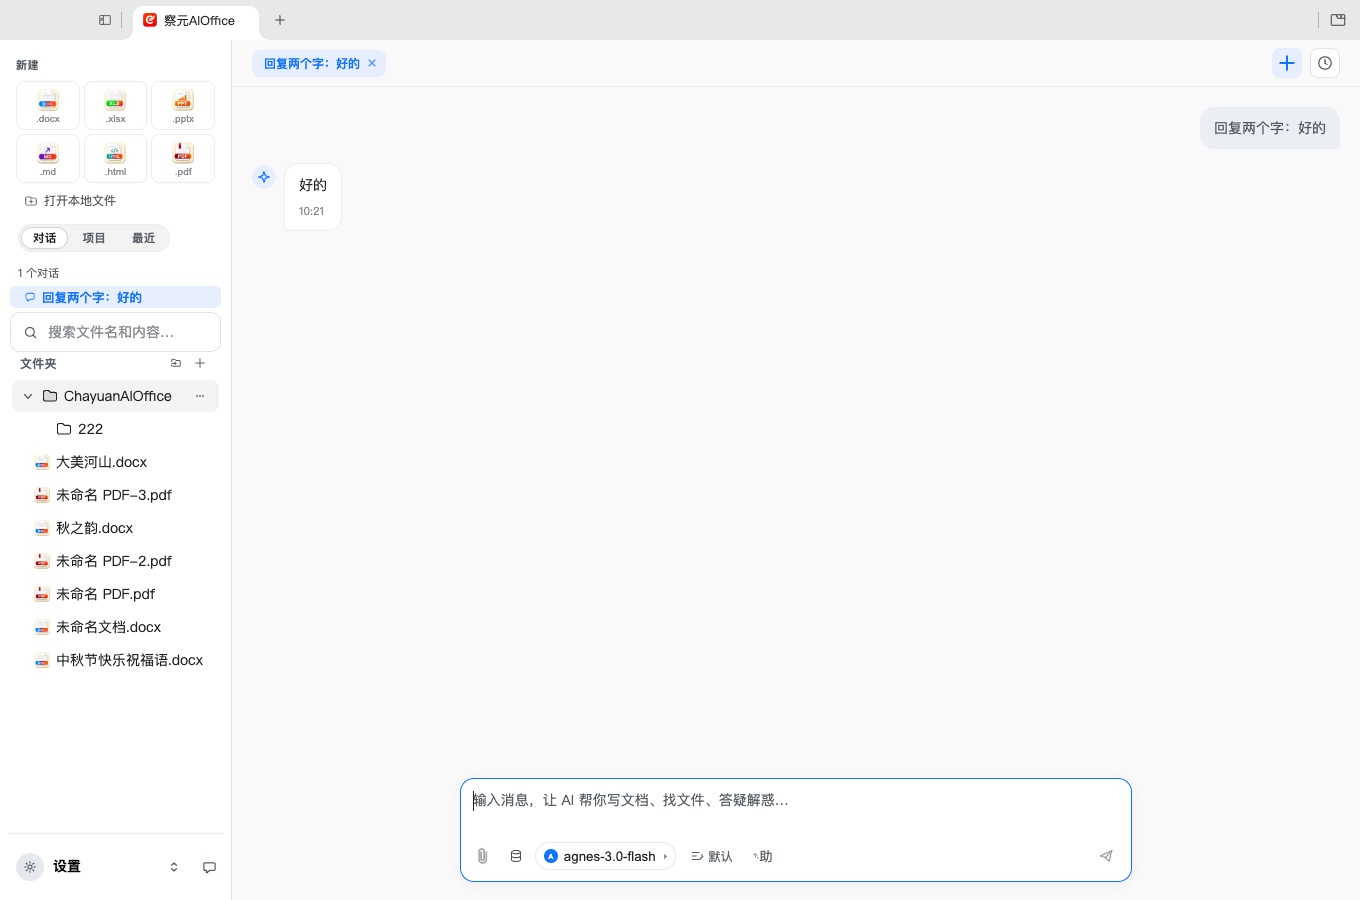 察元AIOffice
新建
.docx
.xlsx
.pptx
.md
.html
.pdf
打开本地文件
对话
项目
最近
1 个对话
回复两个字：好的
搜索文件名和内容...
文件夹
ChayuanAIOffice
222
大美河山.docx
未命名 PDF-3.pdf
秋之韵.docx
未命名 PDF-2.pdf
未命名 PDF.pdf
未命名文档.docx
中秋节快乐祝福语.docx
设置
回复两个字：好的
回复两个字：好的
好的
10:21
输入消息，让 AI 帮你写文档、找文件、答疑解惑...
agnes-3.0-flash
默认
助